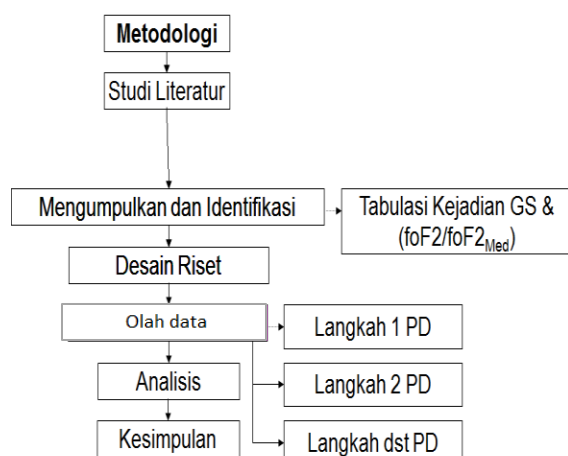 Metodologi
Studi Literatur
Mengumpulkan dan Identifikasi
Tabulasi Kejadian GS &
(foF2/foF2Med)
Desain Riset
Olah data
Langkah 1 PD
Analisis
Langkah 2 PD
Kesimpulan
Langkah dst PD